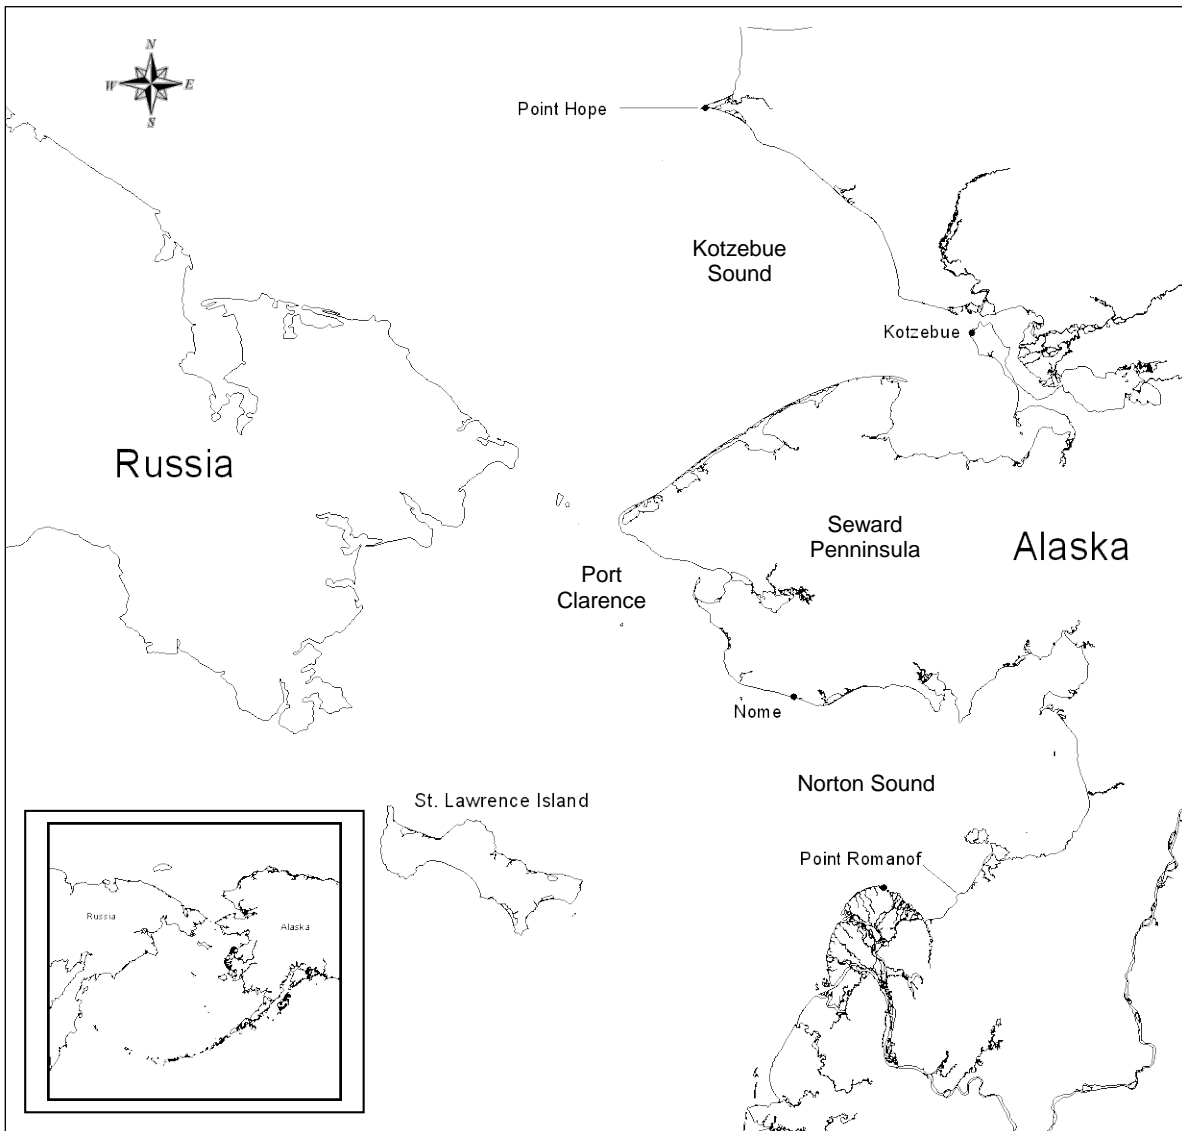 N
W E
S
Point Hope
Kotzebue
Sound
Kotzebue
Russia
Seward
Penninsula
Alaska
Port
Clarence
Nome
Norton Sound
St. Lawrence Island
Point Romanof
Russia
Alaska